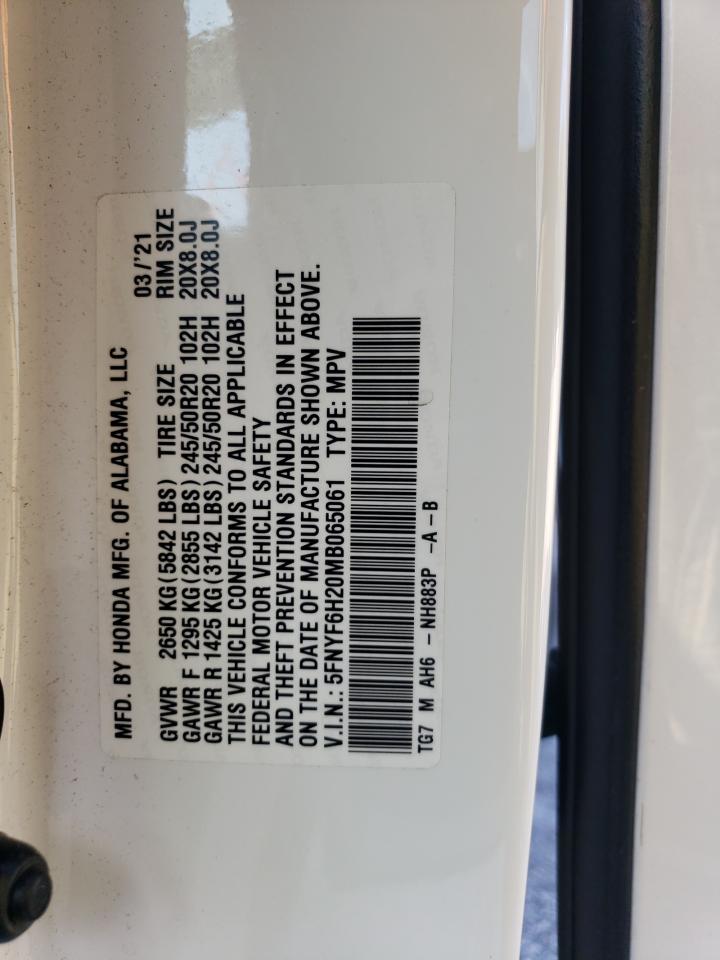 MFD. BY HONDA MFG. OF ALABAMA, LLC 03/'21
GVWR 2650 KG (5842 LBS) TIRE SIZE RIM SIZE
GAWR F 1295 KG (2855 LBS) 245/50R20 102H 20X8.0J
GAWR R 1425 KG (3142 LBS) 245/50R20 102H 20X8.0J
THIS VEHICLE CONFORMS TO ALL APPLICABLE
FEDERAL MOTOR VEHICLE SAFETY
AND THEFT PREVENTION STANDARDS IN EFFECT
ON THE DATE OF MANUFACTURE SHOWN ABOVE.
V.I.N.: 5FNYF6H20MB065061 TYPE: MPV
TG7 M AH6 - NH883P -A-B